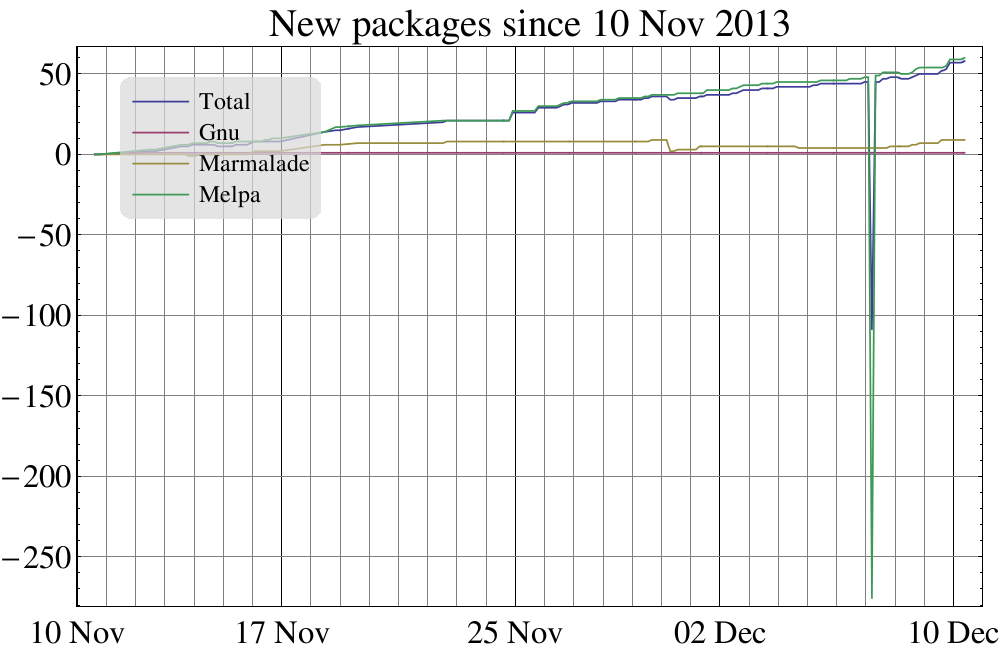 New packages since 10 Nov 2013
50
0
−50
−100
−150
−200
−250
Total
Gnu
Marmalade
Melpa
10 Nov 17 Nov 25 Nov 02 Dec 10 Dec